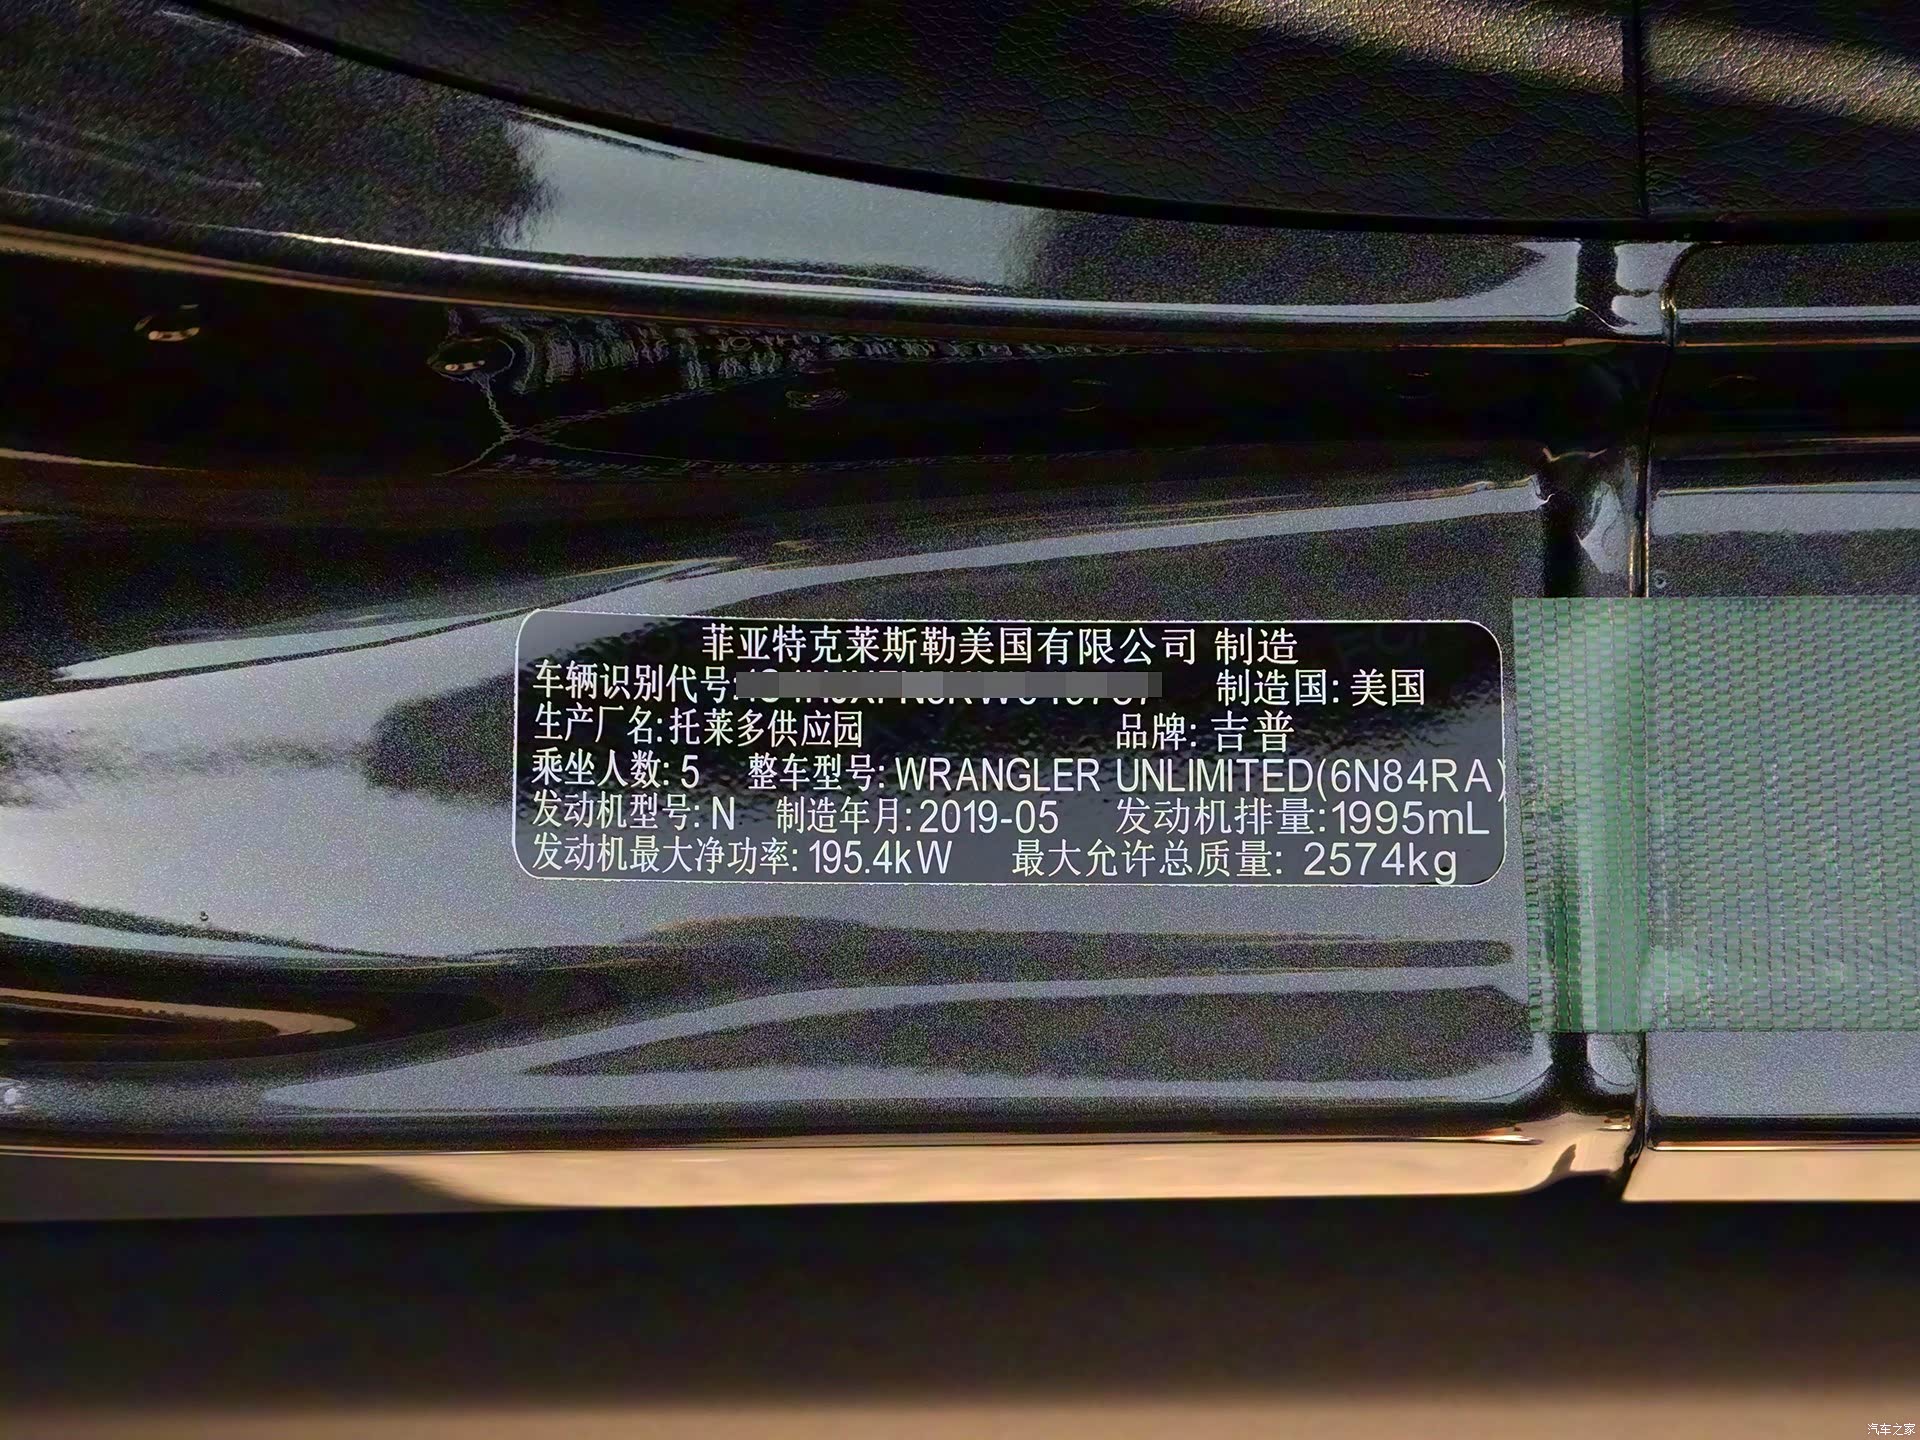 菲亚特克莱斯勒美国有限公司 制造
车辆识别代号: 制造国: 美国
生产厂名: 托莱多供应园 品牌: 吉普
乘坐人数: 5 整车型号: WRANGLER UNLIMITED(6N84RA)
发动机型号: N 制造年月: 2019-05 发动机排量: 1995mL
发动机最大净功率: 195.4kW 最大允许总质量: 2574kg
汽车之家